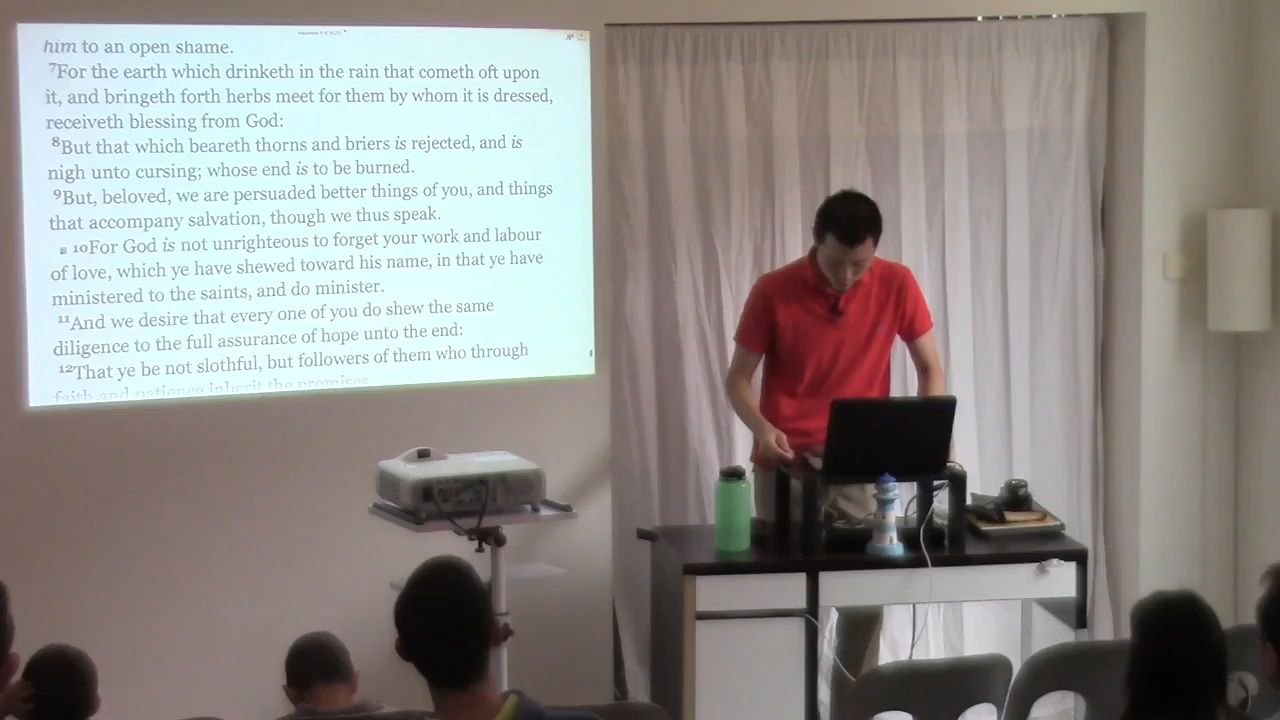 him to an open shame.
7For the earth which drinketh in the rain that cometh oft upon
it, and bringeth forth herbs meet for them by whom it is dressed,
receiveth blessing from God:
8But that which beareth thorns and briers is rejected, and is
nigh unto cursing; whose end is to be burned.
9But, beloved, we are persuaded better things of you, and things
that accompany salvation, though we thus speak.
10For God is not unrighteous to forget your work and labour
of love, which ye have shewed toward his name, in that ye have
ministered to the saints, and do minister.
11And we desire that every one of you do shew the same
diligence to the full assurance of hope unto the end:
12That ye be not slothful, but followers of them who through
faith and patience inherit the promises